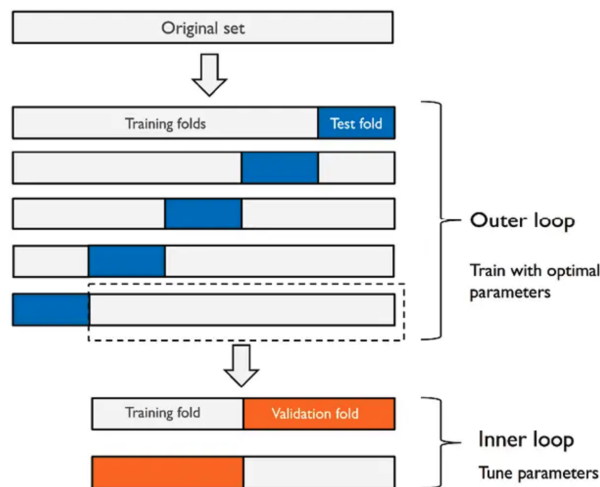 Original set
Training folds
Test fold
Outer loop
Train with optimal
parameters
Training fold
Validation fold
Inner loop
Tune parameters